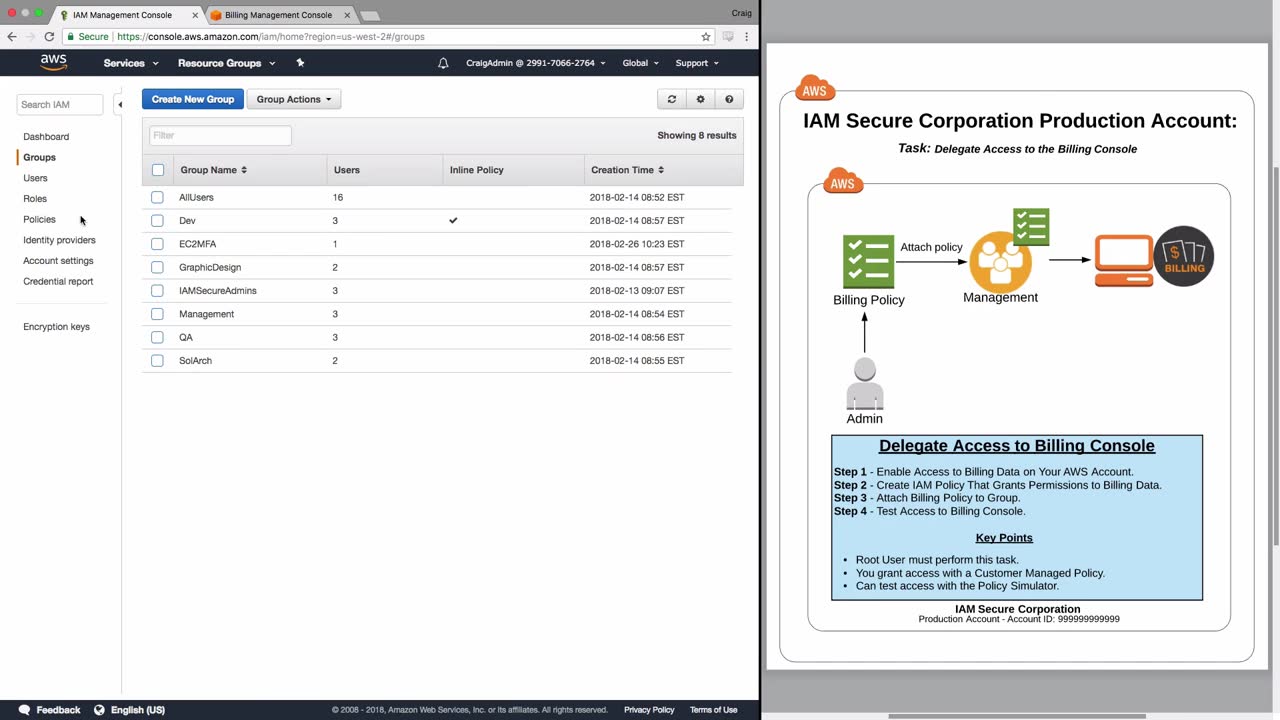 IAM Management Console
Billing Management Console
Craig
Secure
https://console.aws.amazon.com/iam/home?region=us-west-2#/groups
aws
Services
Resource Groups
CraigAdmin @ 2991-7066-2764
Global
Support
Search IAM
Dashboard
Groups
Users
Roles
Policies
Identity providers
Account settings
Credential report
Encryption keys
Create New Group
Group Actions
Filter
Showing 8 results
Group Name Users Inline Policy Creation Time
AllUsers 16 2018-02-14 08:52 EST
Dev 3 2018-02-14 08:57 EST
EC2MFA 1 2018-02-26 10:23 EST
GraphicDesign 2 2018-02-14 08:57 EST
IAMSecureAdmins 3 2018-02-13 09:07 EST
Management 3 2018-02-14 08:54 EST
QA 3 2018-02-14 08:56 EST
SolArch 2 2018-02-14 08:55 EST
Feedback
English (US)
© 2008 - 2018, Amazon Web Services, Inc. or its affiliates. All rights reserved.
Privacy Policy
Terms of Use
AWS
IAM Secure Corporation Production Account:
Task: Delegate Access to the Billing Console
AWS
Attach policy
$
BILLING
Billing Policy
Management
Admin
Delegate Access to Billing Console
Step 1 - Enable Access to Billing Data on Your AWS Account.
Step 2 - Create IAM Policy That Grants Permissions to Billing Data.
Step 3 - Attach Billing Policy to Group.
Step 4 - Test Access to Billing Console.
Key Points
• Root User must perform this task.
• You grant access with a Customer Managed Policy.
• Can test access with the Policy Simulator.
IAM Secure Corporation
Production Account - Account ID: 999999999999